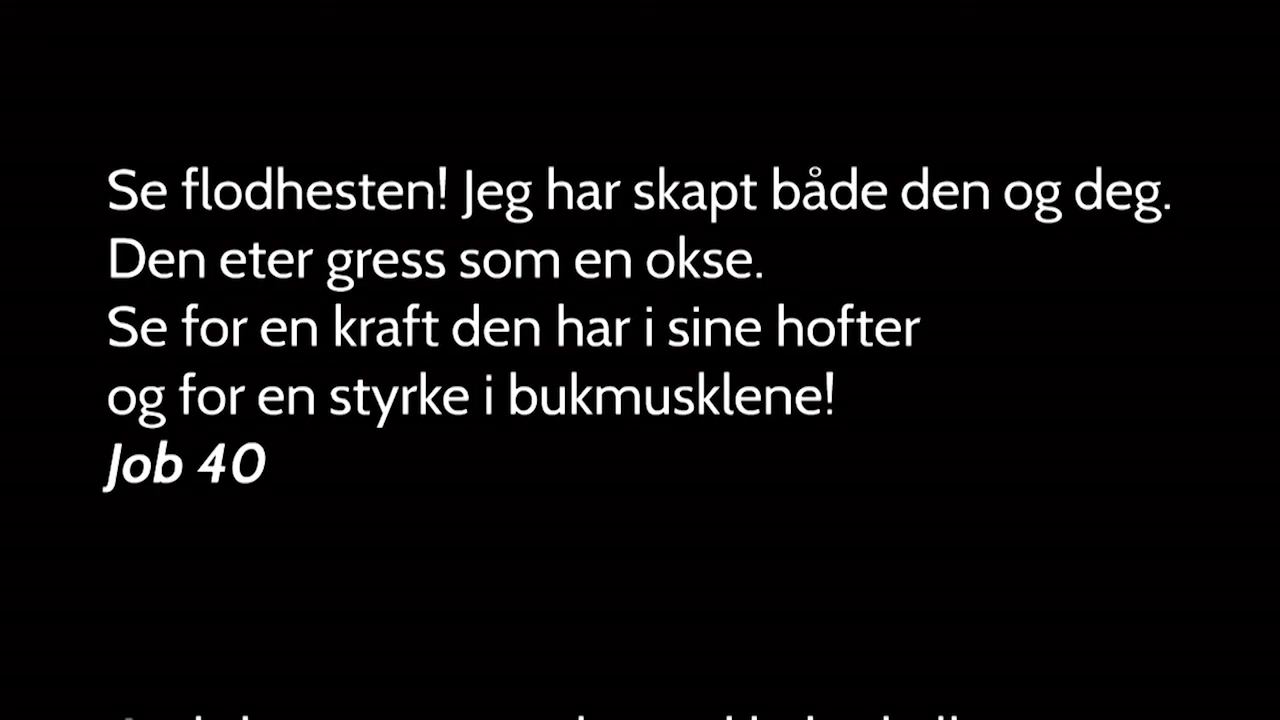 Se flodhesten! Jeg har skapt både den og deg.
Den eter gress som en okse.
Se for en kraft den har i sine hofter
og for en styrke i bukmusklene!
Job 40